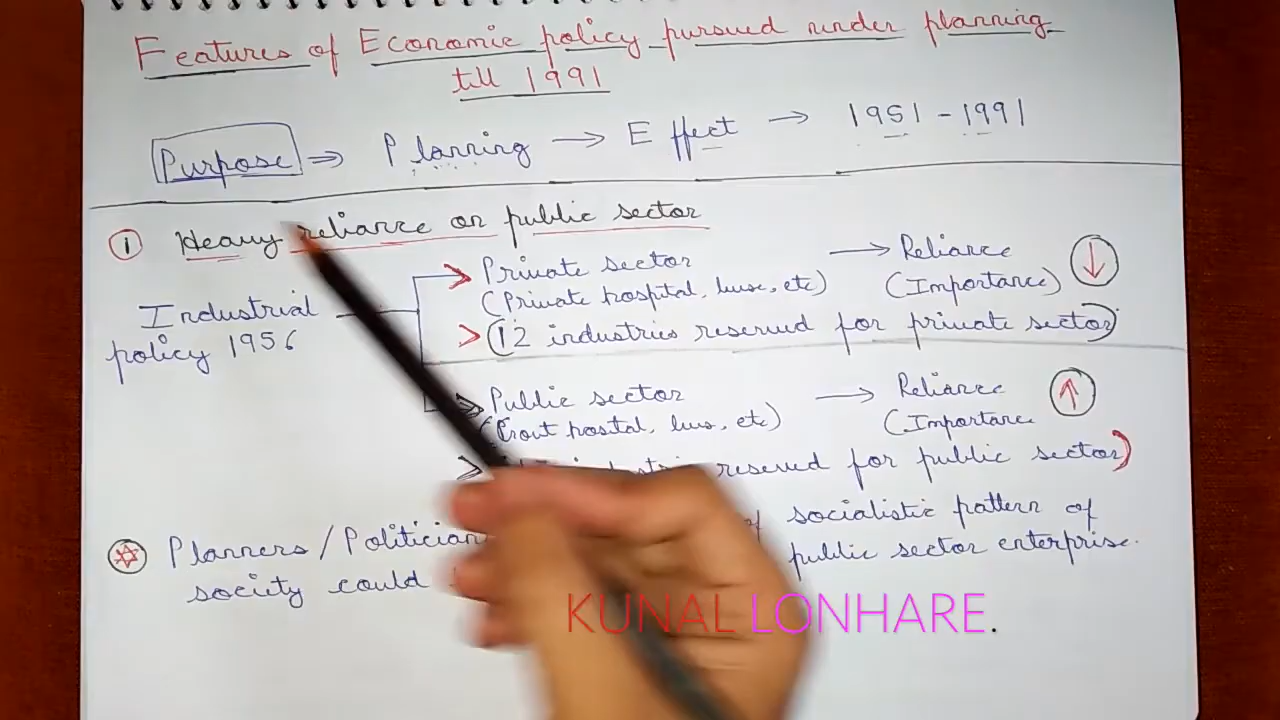 Features of Economic policy pursued under planning
till 1991
Purpose ⇒ Planning → Effect → 1951 - 1991
① Heavy reliance on public sector
Industrial
policy 1956
> Private sector → Reliance ↓
(Private hospital, buse, etc) (Importance)
> 12 industries reserved for private sector)
> Public sector → Reliance ↑
(Govt hostal, bus, etc) (Importance
> reserved for public sector)
Planners / Politician of socialistic pattern of
society could public sector enterprise.
KUNAL LONHARE.